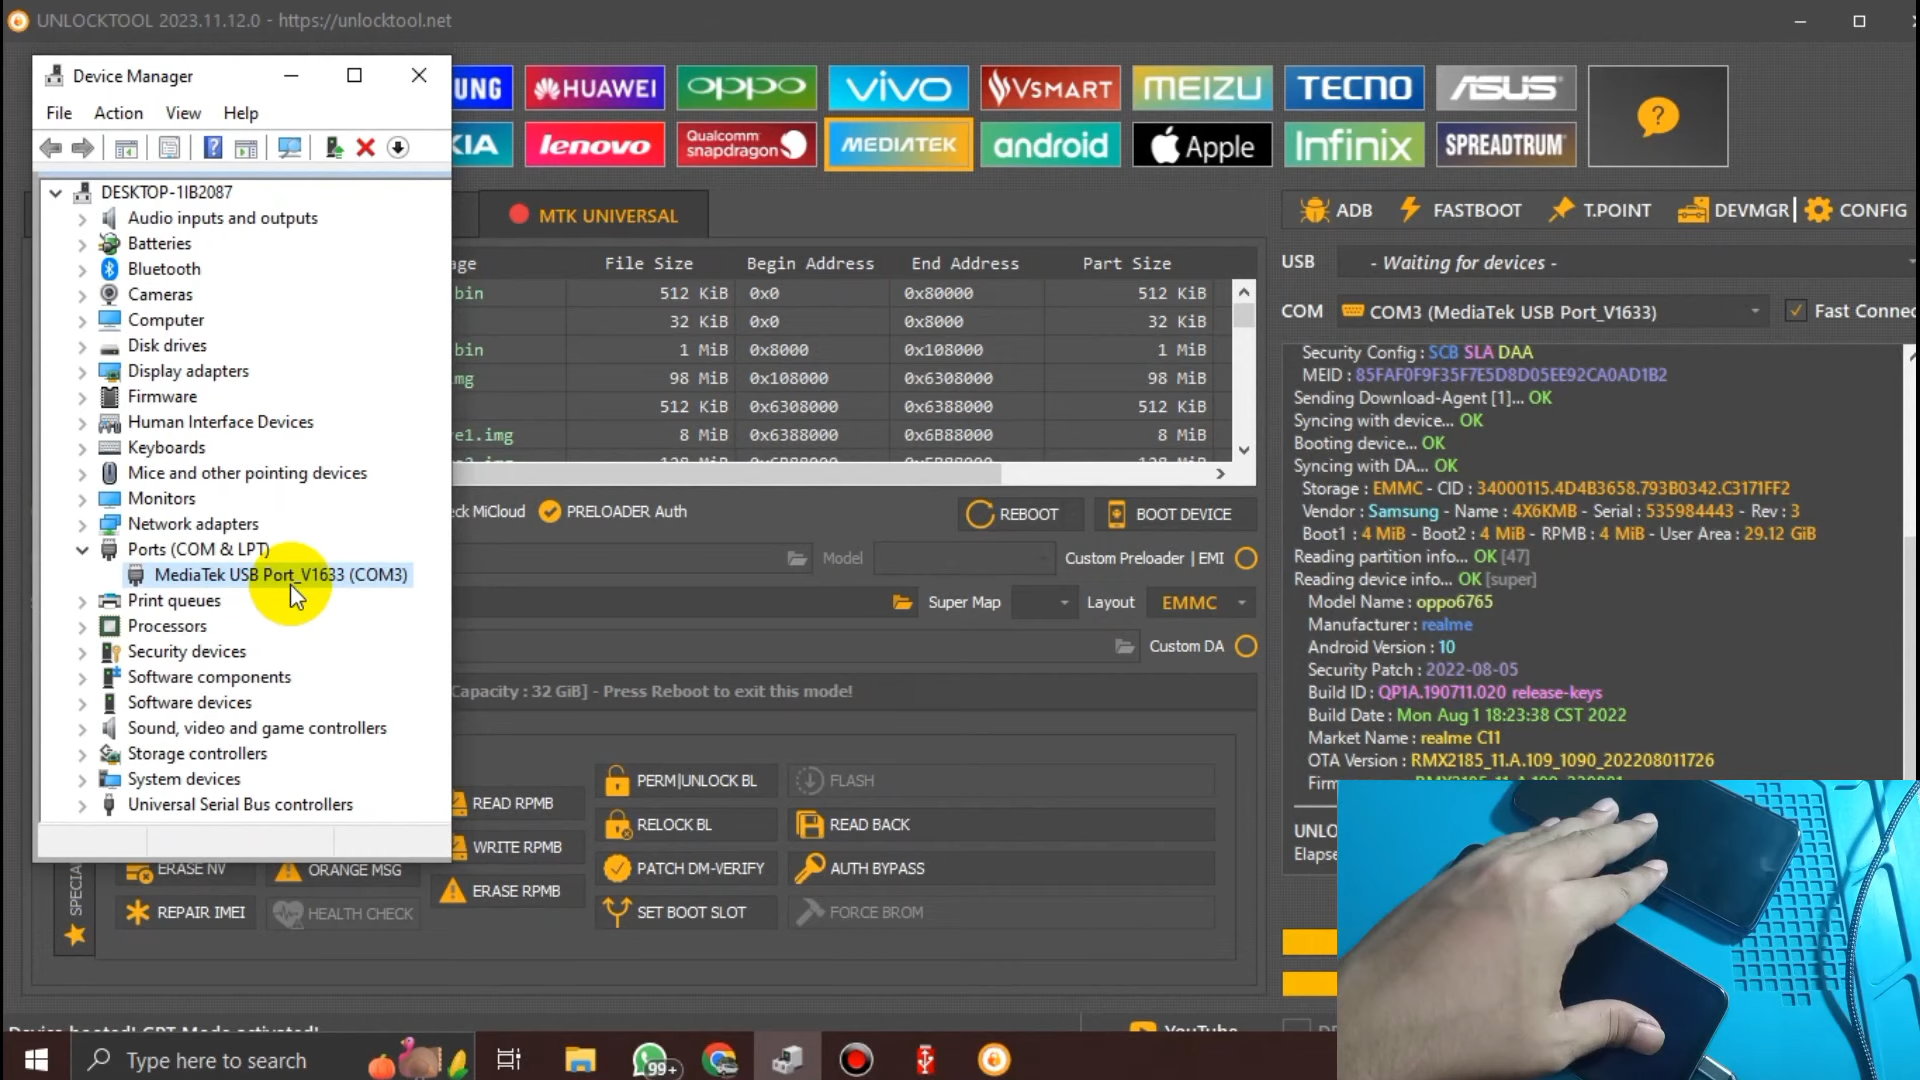 UNLOCKTOOL 2023.11.12.0 - https://unlocktool.net
Device Manager
File Action View Help
DESKTOP-1IB2087
Audio inputs and outputs
Batteries
Bluetooth
Cameras
Computer
Disk drives
Display adapters
Firmware
Human Interface Devices
Keyboards
Mice and other pointing devices
Monitors
Network adapters
Ports (COM & LPT)
MediaTek USB Port_V1633 (COM3)
Print queues
Processors
Security devices
Software components
Software devices
Sound, video and game controllers
Storage controllers
System devices
Universal Serial Bus controllers
UNG HUAWEI oppo vivo VSMART MEIZU TECNO ASUS ?
KIA lenovo Qualcomm snapdragon MEDIATEK android Apple Infinix SPREADTRUM
MTK UNIVERSAL
ADB FASTBOOT T.POINT DEVMGR CONFIG
age File Size Begin Address End Address Part Size
bin 512 KiB 0x0 0x80000 512 KiB
32 KiB 0x0 0x8000 32 KiB
bin 1 MiB 0x8000 0x108000 1 MiB
mg 98 MiB 0x108000 0x6308000 98 MiB
512 KiB 0x6308000 0x6388000 512 KiB
ve1.img 8 MiB 0x6388000 0x6B88000 8 MiB
eck MiCloud PRELOADER Auth REBOOT BOOT DEVICE
Model Custom Preloader | EMI
Super Map Layout EMMC
Custom DA
Capacity : 32 GiB] - Press Reboot to exit this mode!
READ RPMB
WRITE RPMB
ERASE RPMB
PERM|UNLOCK BL
RELOCK BL
PATCH DM-VERIFY
SET BOOT SLOT
FLASH
READ BACK
AUTH BYPASS
FORCE BROM
SPECIA
ERASE NV ORANGE MSG
REPAIR IMEI HEALTH CHECK
USB - Waiting for devices -
COM COM3 (MediaTek USB Port_V1633) Fast Connec
Security Config : SCB SLA DAA
MEID : 85FAF0F9F35F7E5D8D05EE92CA0AD1B2
Sending Download-Agent [1]... OK
Syncing with device... OK
Booting device... OK
Syncing with DA... OK
Storage : EMMC - CID : 34000115.4D4B3658.793B0342.C3171FF2
Vendor : Samsung - Name : 4X6KMB - Serial : 535984443 - Rev : 3
Boot1 : 4 MiB - Boot2 : 4 MiB - RPMB : 4 MiB - User Area : 29.12 GiB
Reading partition info... OK [47]
Reading device info... OK [super]
Model Name : oppo6765
Manufacturer : realme
Android Version : 10
Security Patch : 2022-08-05
Build ID : QP1A.190711.020 release-keys
Build Date : Mon Aug 1 18:23:38 CST 2022
Market Name : realme C11
OTA Version : RMX2185_11.A.109_1090_202208011726
UNLO
Elapse
Device booted! GPT Mode activated!
YouTube
Type here to search
99+